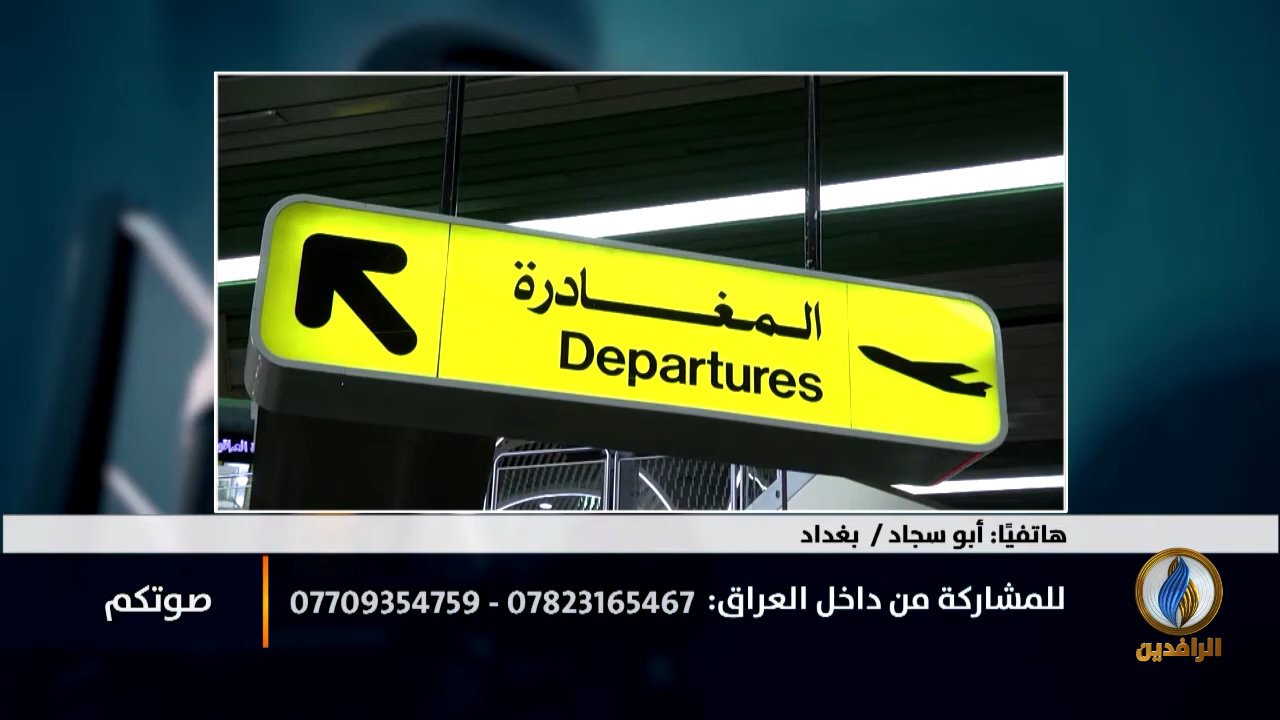 المغادرة
Departures
هاتفيًا: أبو سجاد / بغداد
للمشاركة من داخل العراق: 07823165467 - 07709354759
صوتكم
الرافدين